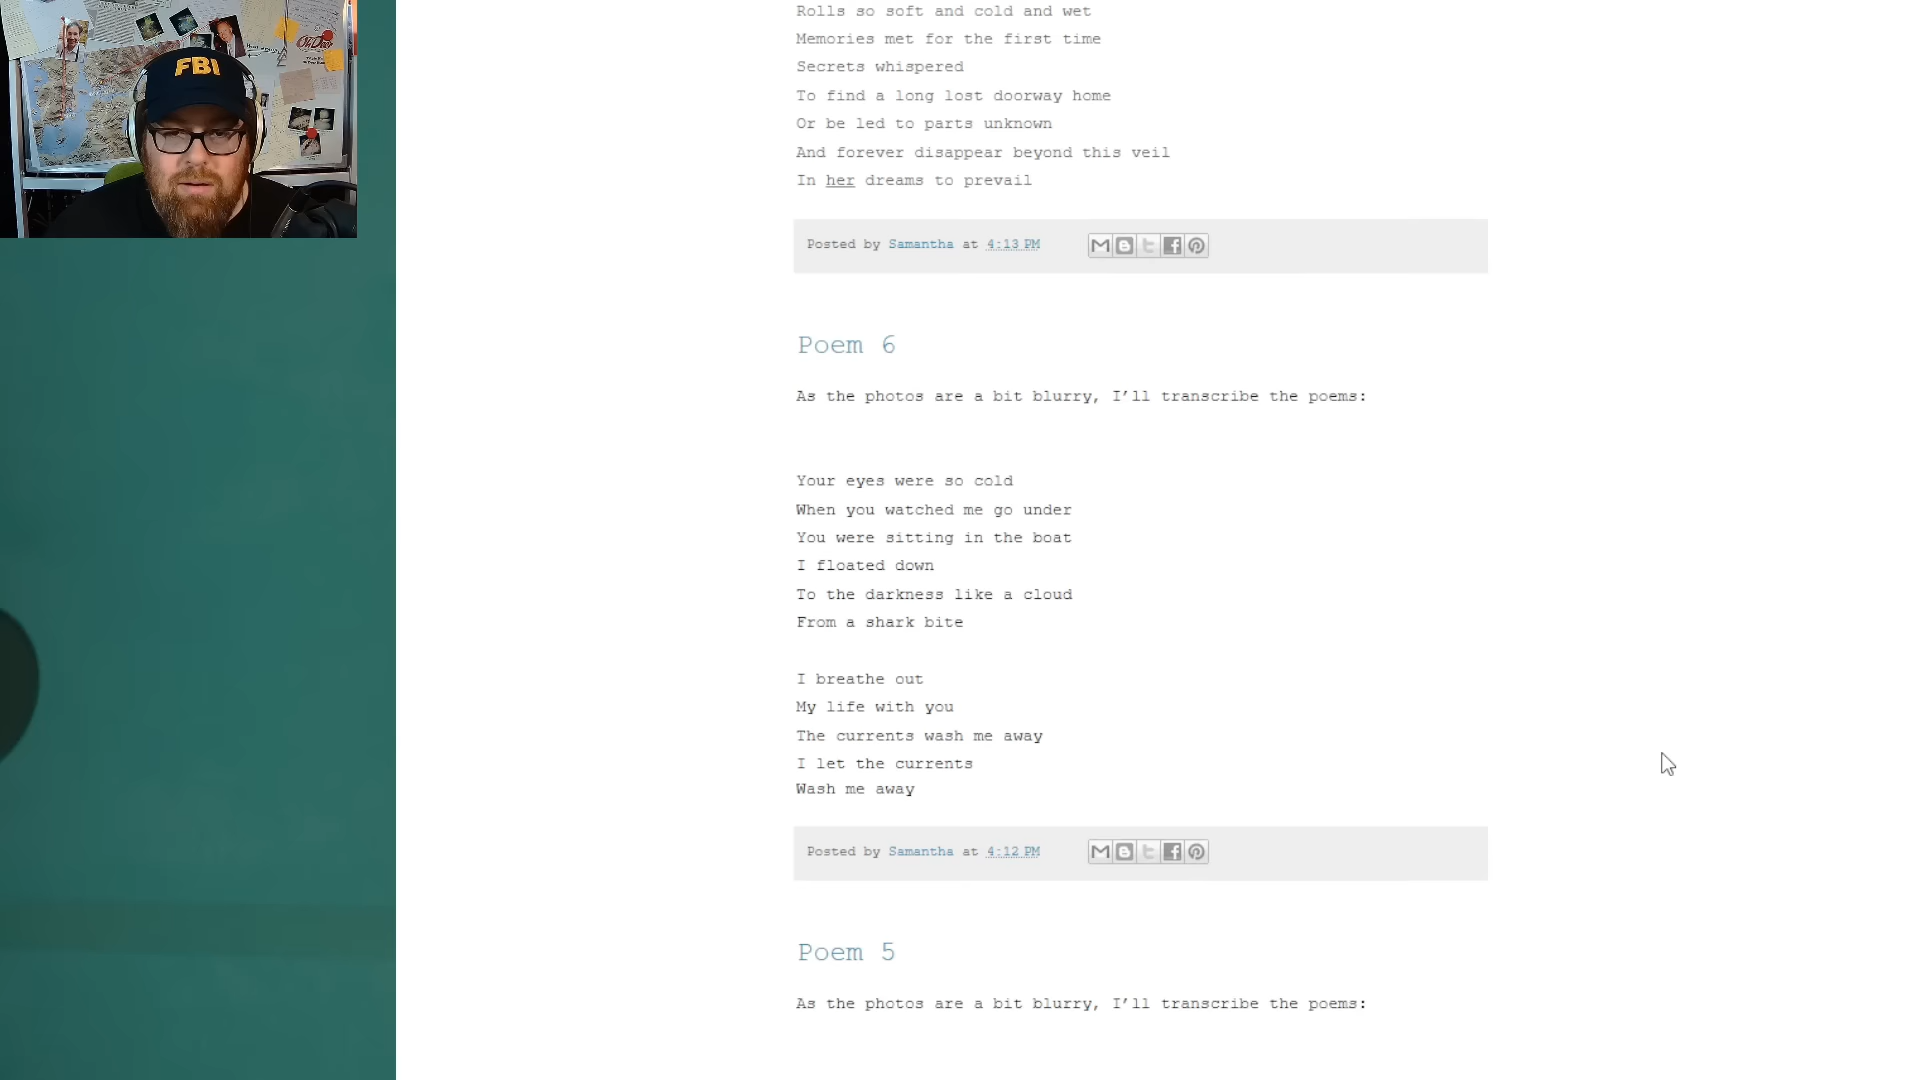 FBI
Rolls so soft and cold and wet
Memories met for the first time
Secrets whispered
To find a long lost doorway home
Or be led to parts unknown
And forever disappear beyond this veil
In her dreams to prevail
Posted by Samantha at 4:13 PM
Poem 6
As the photos are a bit blurry, I’ll transcribe the poems:
Your eyes were so cold
When you watched me go under
You were sitting in the boat
I floated down
To the darkness like a cloud
From a shark bite
I breathe out
My life with you
The currents wash me away
I let the currents
Wash me away
Posted by Samantha at 4:12 PM
Poem 5
As the photos are a bit blurry, I’ll transcribe the poems: